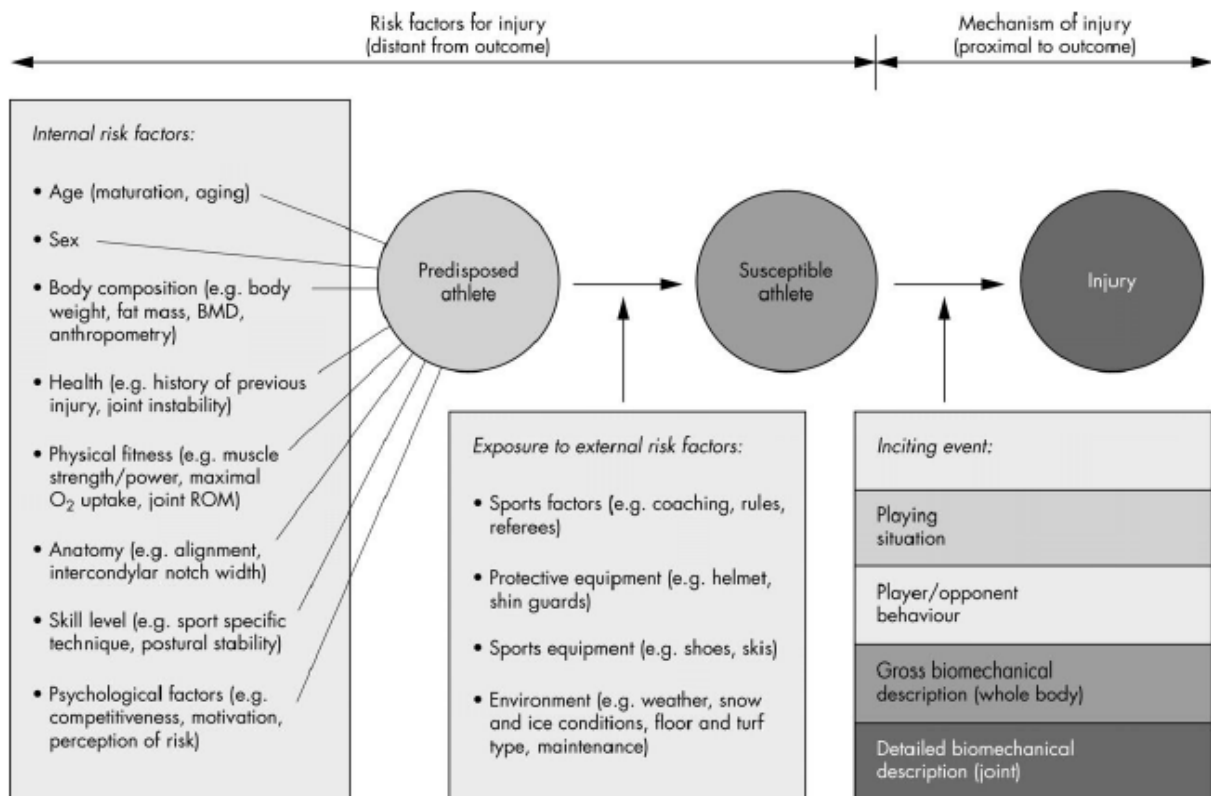 Risk factors for injury
(distant from outcome)
Mechanism of injury
(proximal to outcome)
Internal risk factors:
• Age (maturation, aging)
• Sex
• Body composition (e.g. body
weight, fat mass, BMD,
anthropometry)
• Health (e.g. history of previous
injury, joint instability)
• Physical fitness (e.g. muscle
strength/power, maximal
O₂ uptake, joint ROM)
• Anatomy (e.g. alignment,
intercondylar notch width)
• Skill level (e.g. sport specific
technique, postural stability)
• Psychological factors (e.g.
competitiveness, motivation,
perception of risk)
Predisposed
athlete
Susceptible
athlete
Injury
Exposure to external risk factors:
• Sports factors (e.g. coaching, rules,
referees)
• Protective equipment (e.g. helmet,
shin guards)
• Sports equipment (e.g. shoes, skis)
• Environment (e.g. weather, snow
and ice conditions, floor and turf
type, maintenance)
Inciting event:
Playing
situation
Player/opponent
behaviour
Gross biomechanical
description (whole body)
Detailed biomechanical
description (joint)